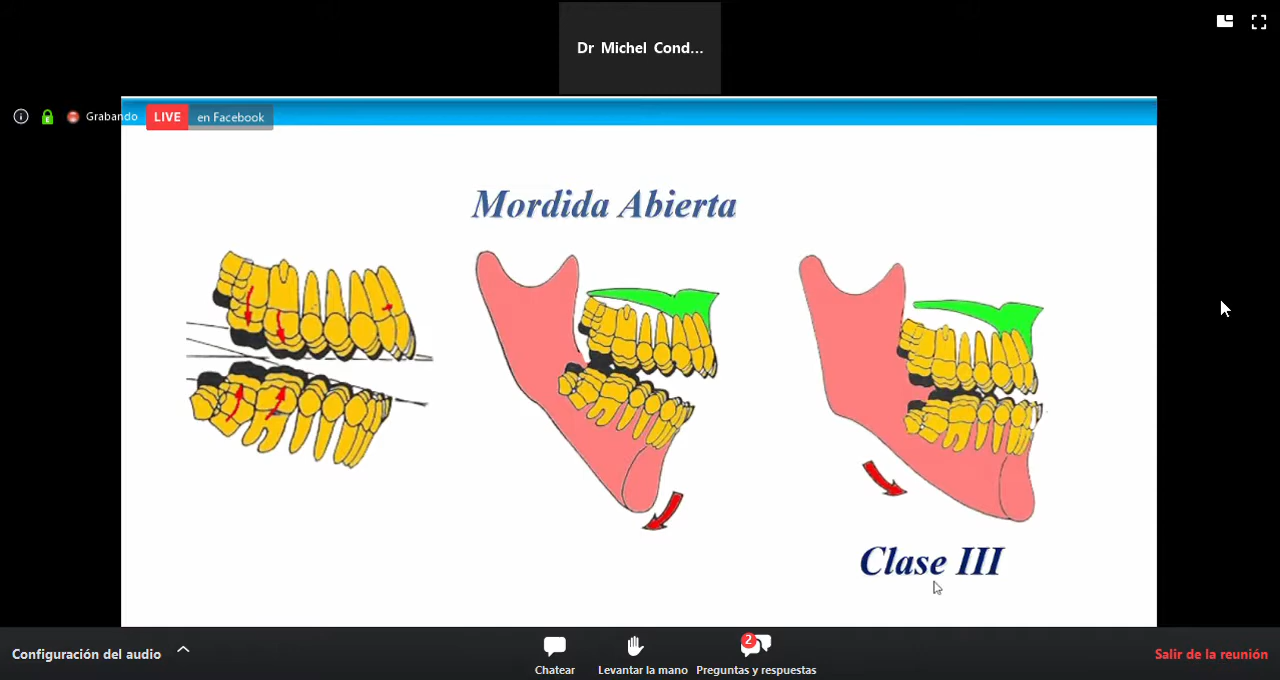 Dr Michel Cond...
Grabando
LIVE en Facebook
Mordida Abierta
Clase III
Configuración del audio
Chatear
Levantar la mano
2
Preguntas y respuestas
Salir de la reunión